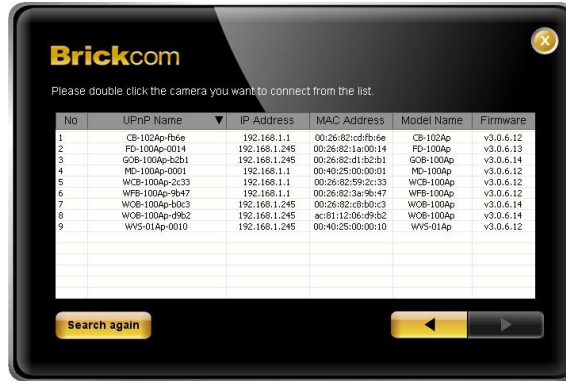 Brickcom
Please double click the camera you want to connect from the list.
No UPnP Name ▼ IP Address MAC Address Model Name Firmware
1 CB-102Ap-fb6e 192.168.1.1 00:26:82:cd:fb:6e CB-102Ap v3.0.6.12
2 FD-100Ap-0014 192.168.1.245 00:26:82:1a:00:14 FD-100Ap v3.0.6.13
3 GOB-100Ap-b2b1 192.168.1.245 00:26:82:d1:b2:b1 GOB-100Ap v3.0.6.14
4 MD-100Ap-0001 192.168.1.1 00:40:25:00:00:01 MD-100Ap v3.0.6.12
5 WCB-100Ap-2c33 192.168.1.1 00:26:82:59:2c:33 WCB-100Ap v3.0.6.12
6 WFB-100Ap-9b47 192.168.1.1 00:26:82:3a:9b:47 WFB-100Ap v3.0.6.12
7 WOB-100Ap-b0c3 192.168.1.245 00:26:82:c8:b0:c3 WOB-100Ap v3.0.6.14
8 WOB-100Ap-d9b2 192.168.1.245 ac:81:12:06:d9:b2 WOB-100Ap v3.0.6.14
9 WVS-01Ap-0010 192.168.1.245 00:40:25:00:00:10 WVS-01Ap v3.0.6.12
Search again